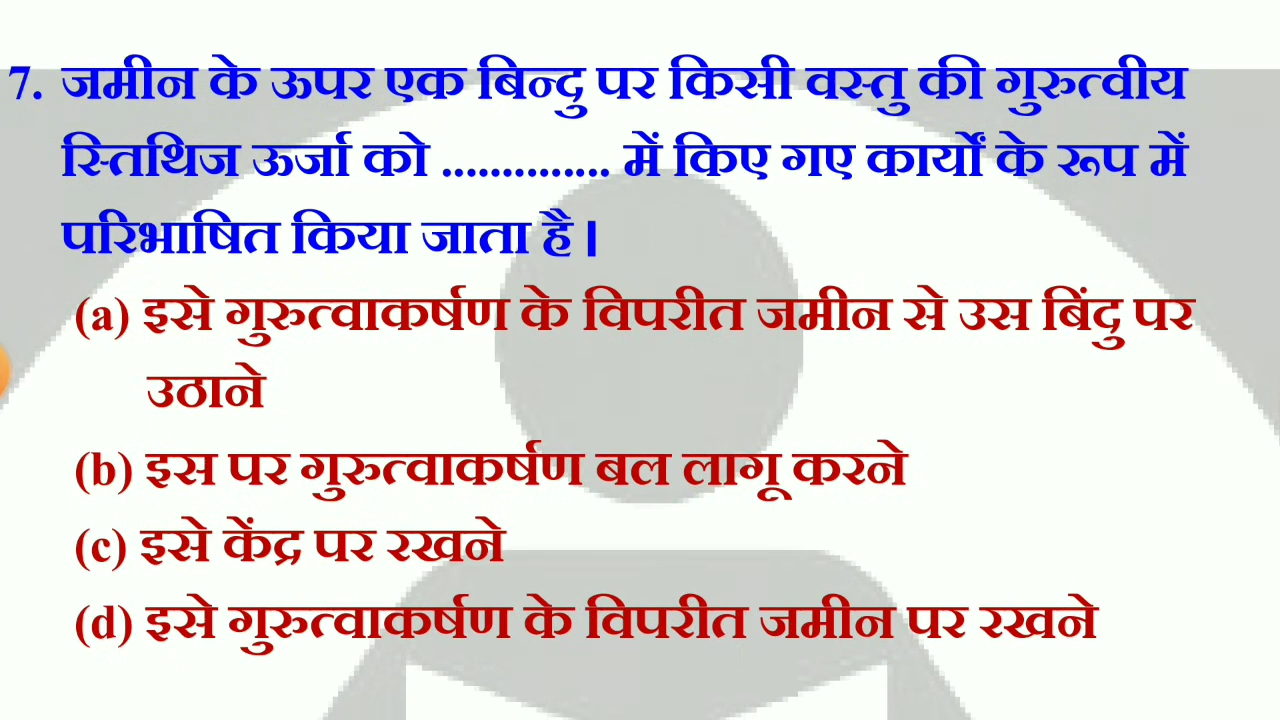 7. जमीन के ऊपर एक बिन्दु पर किसी वस्तु की गुरुत्वीय
स्तिथिज ऊर्जा को .............. में किए गए कार्यों के रूप में
परिभाषित किया जाता है।
(a) इसे गुरुत्वाकर्षण के विपरीत जमीन से उस बिंदु पर
उठाने
(b) इस पर गुरुत्वाकर्षण बल लागू करने
(c) इसे केंद्र पर रखने
(d) इसे गुरुत्वाकर्षण के विपरीत जमीन पर रखने